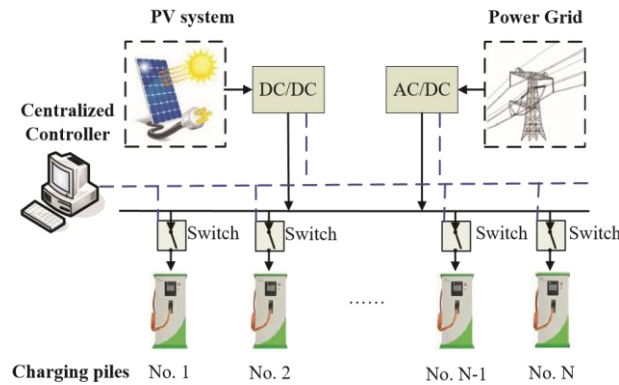 PV system
Power Grid
DC/DC
AC/DC
Centralized
Controller
Switch
Switch
Switch
Switch
......
Charging piles
No. 1
No. 2
No. N-1
No. N